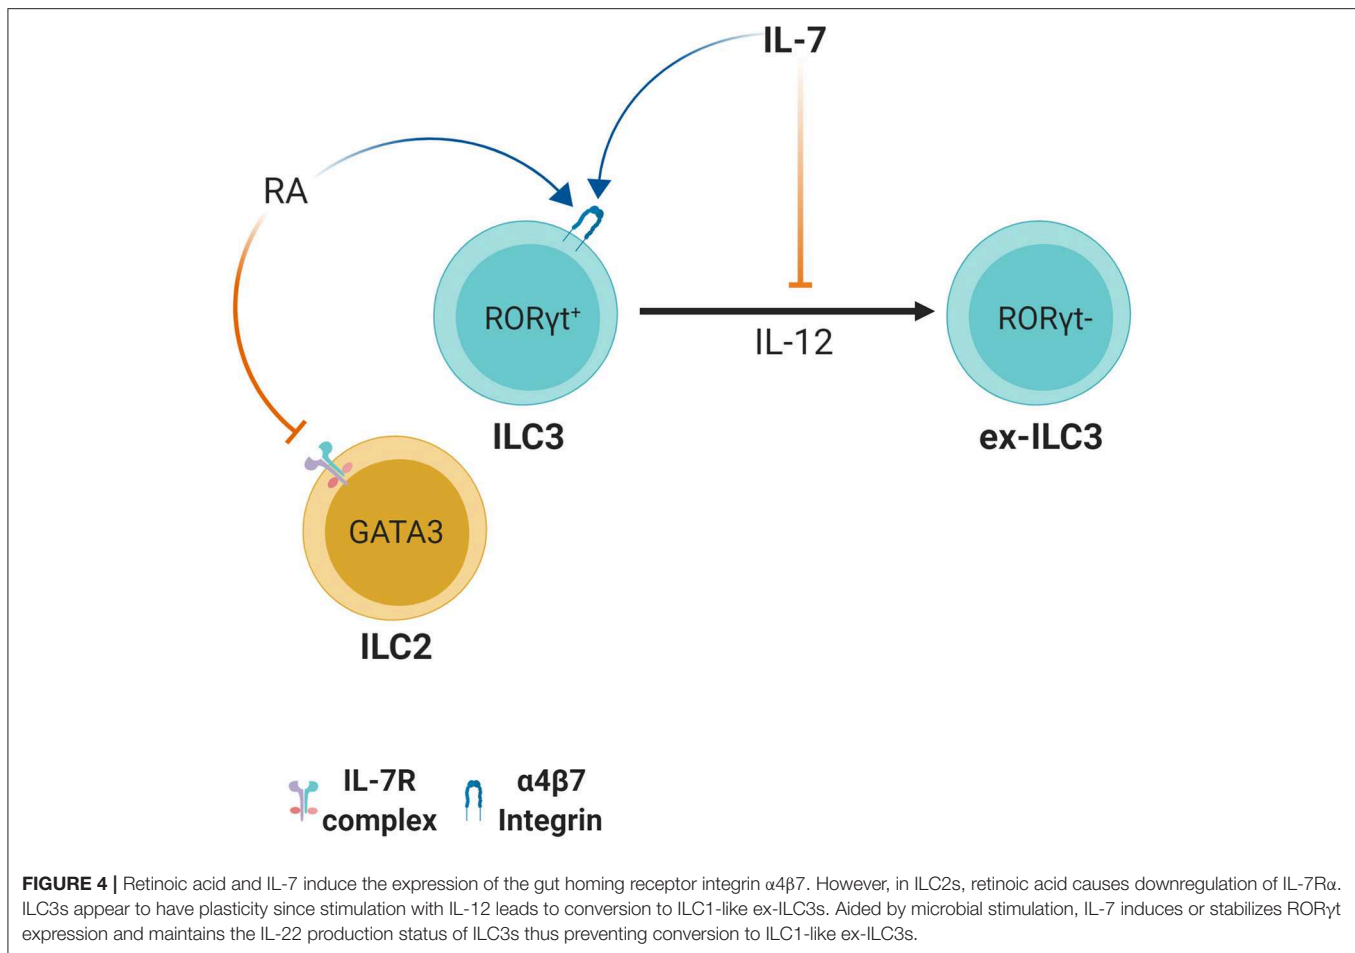 IL-7
RA
RORγt⁺
IL-12
RORγt-
ILC3
ex-ILC3
GATA3
ILC2
IL-7R
complex
α4β7
Integrin
FIGURE 4 | Retinoic acid and IL-7 induce the expression of the gut homing receptor integrin α4β7. However, in ILC2s, retinoic acid causes downregulation of IL-7Rα.
ILC3s appear to have plasticity since stimulation with IL-12 leads to conversion to ILC1-like ex-ILC3s. Aided by microbial stimulation, IL-7 induces or stabilizes RORγt
expression and maintains the IL-22 production status of ILC3s thus preventing conversion to ILC1-like ex-ILC3s.